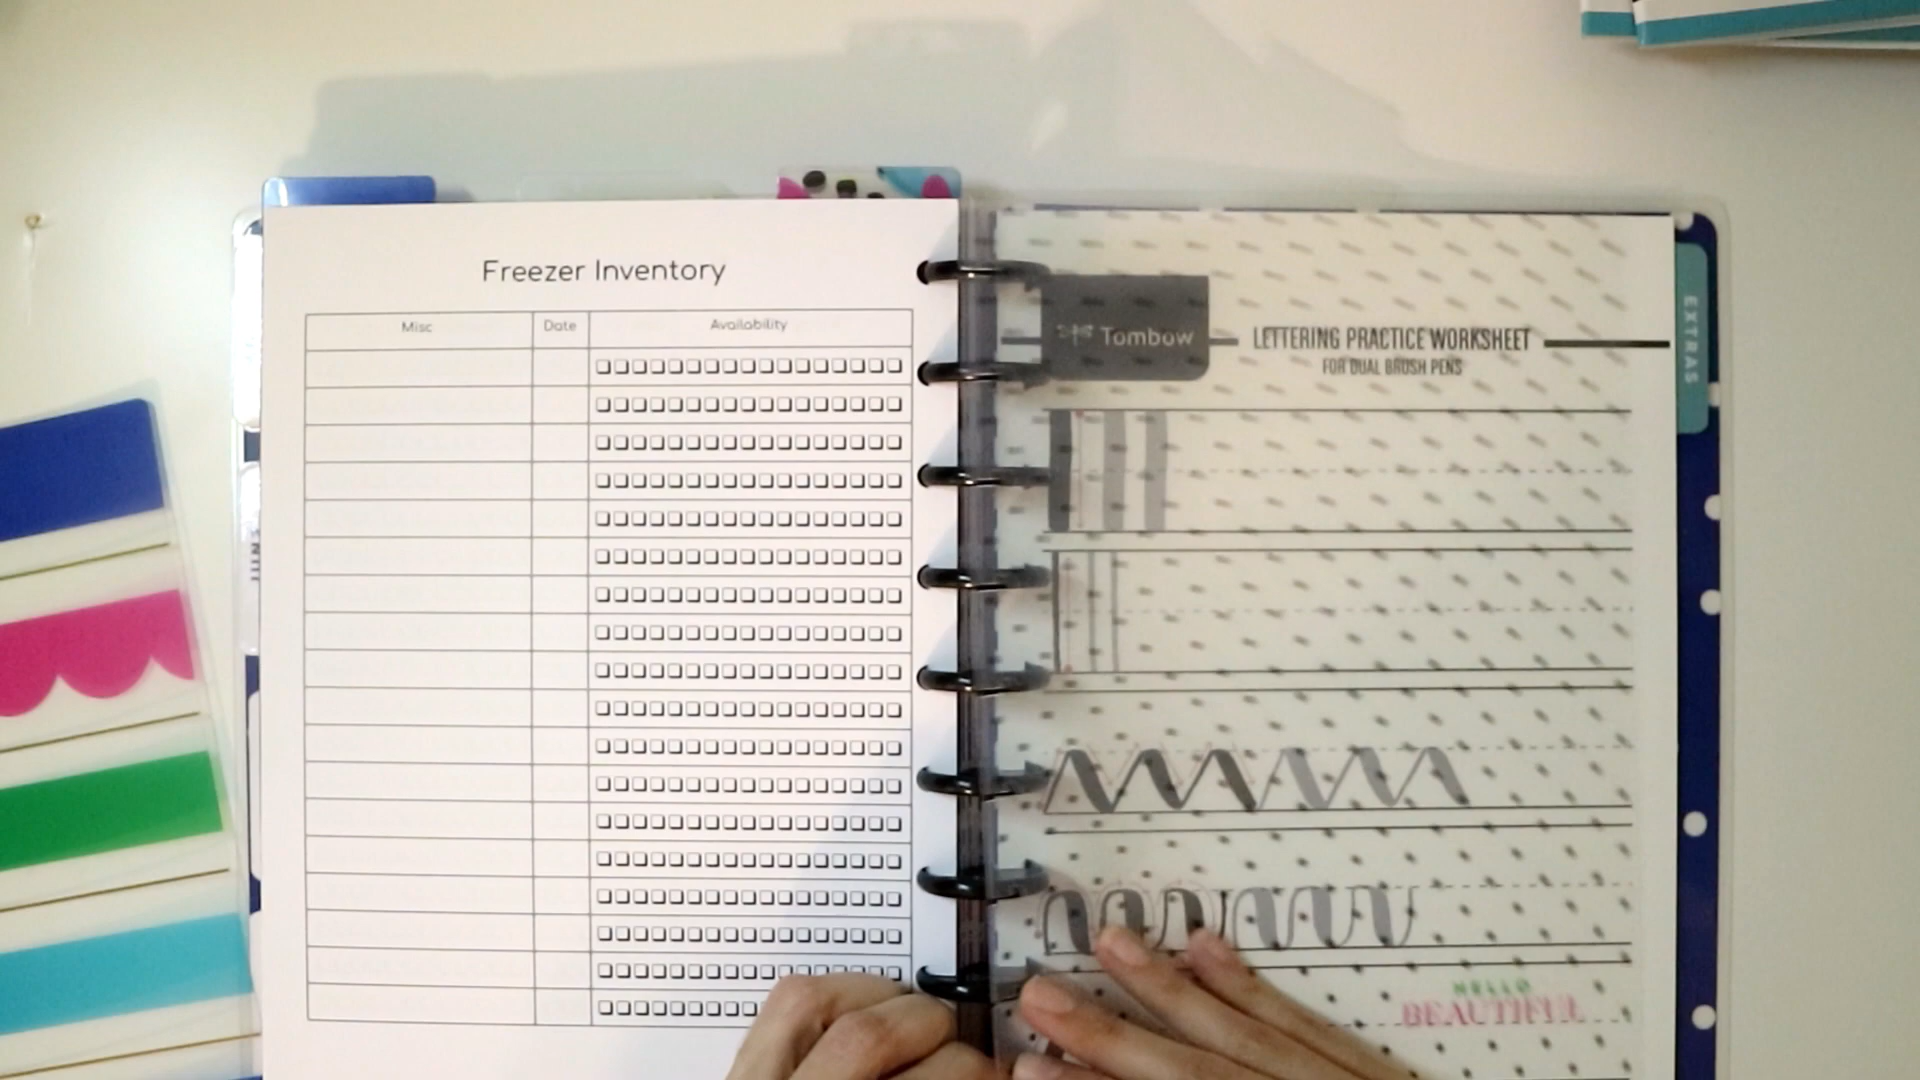 Freezer Inventory
Misc Date Availability
Tombow
LETTERING PRACTICE WORKSHEET
FOR DUAL BRUSH PENS
EXTRAS
HELLO
BEAUTIFUL